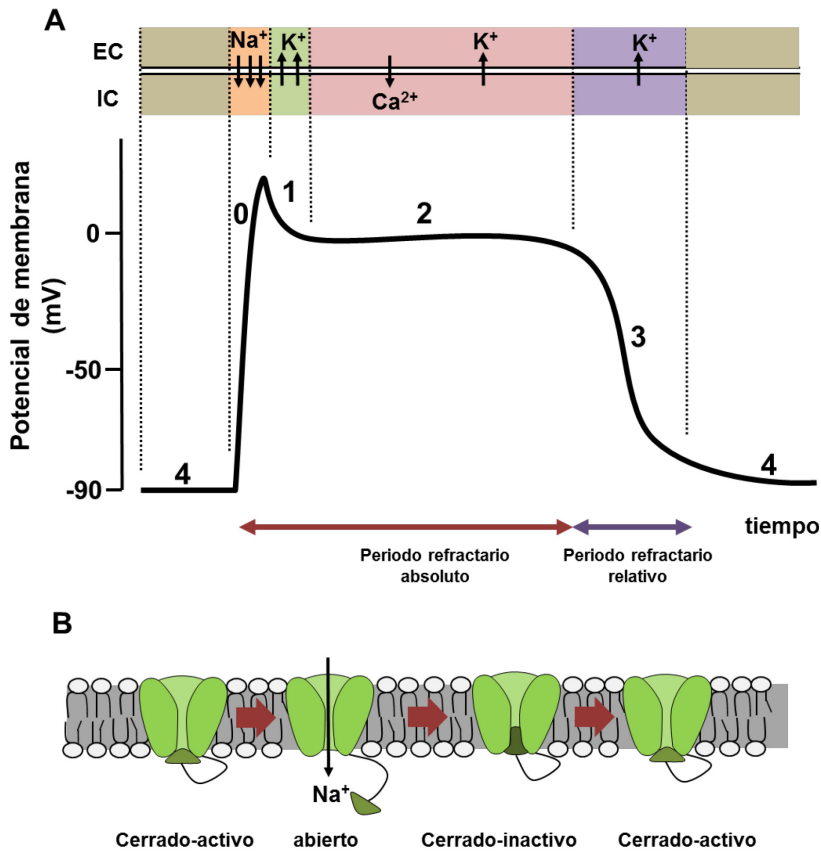 A
EC
Na⁺
K⁺
K⁺
K⁺
IC
Ca²⁺
Potencial de membrana
(mV)
0
-50
-90
4
0
1
2
3
4
tiempo
Periodo refractario
absoluto
Periodo refractario
relativo
B
Na⁺
Cerrado-activo
abierto
Cerrado-inactivo
Cerrado-activo